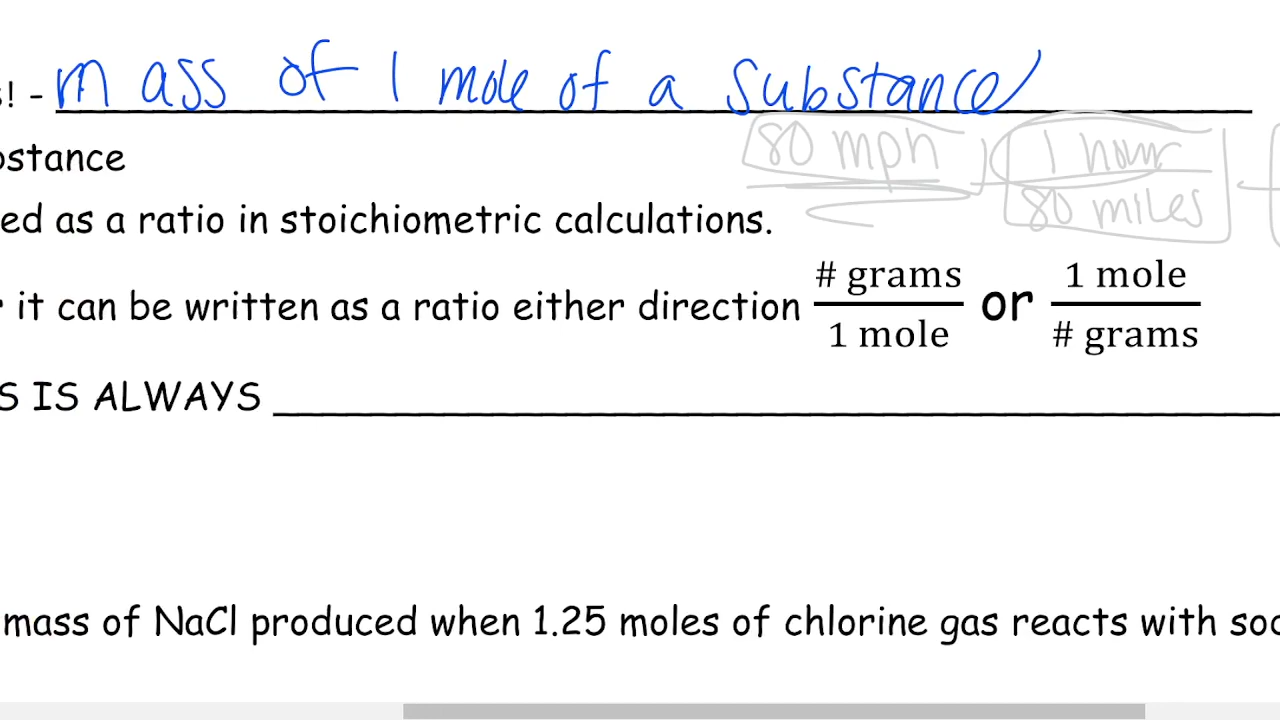 s! - mass of 1 mole of a substance
bstance
80 mph
1 hour
80 miles
ed as a ratio in stoichiometric calculations.
r it can be written as a ratio either direction # grams / 1 mole or 1 mole / # grams
S IS ALWAYS ______________________
mass of NaCl produced when 1.25 moles of chlorine gas reacts with soc